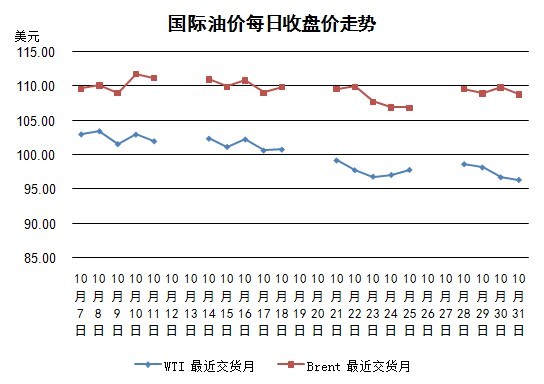 国际油价每日收盘价走势
美元
115.00
110.00
105.00
100.00
95.00
90.00
85.00
10月7日
10月8日
10月9日
10月10日
10月11日
10月12日
10月13日
10月14日
10月15日
10月16日
10月17日
10月18日
10月19日
10月20日
10月21日
10月22日
10月23日
10月24日
10月25日
10月26日
10月27日
10月28日
10月29日
10月30日
10月31日
WTI 最近交货月
Brent 最近交货月